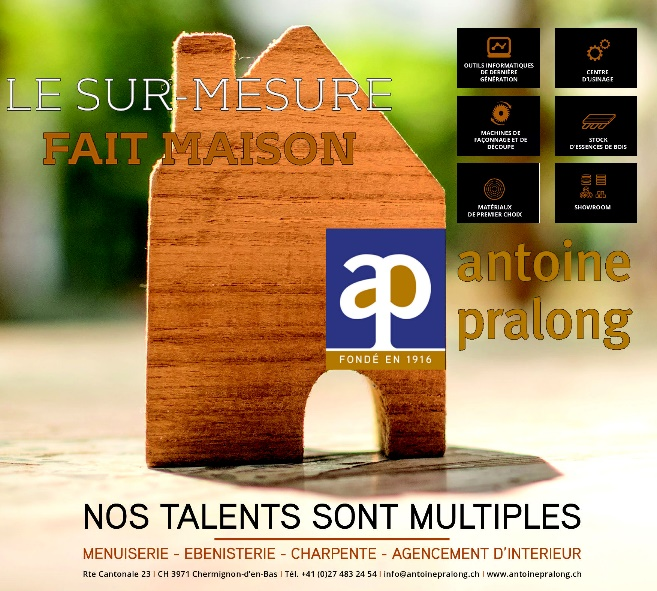 LE SUR-MESURE
FAIT MAISON
OUTILS INFORMATIQUES
DE DERNIÈRE
GÉNÉRATION
CENTRE
D'USINAGE
MACHINES DE
FAÇONNAGE ET DE
DÉCOUPE
STOCK
D'ESSENCES DE BOIS
MATÉRIAUX
DE PREMIER CHOIX
SHOWROOM
ap
FONDÉ EN 1916
antoine
pralong
NOS TALENTS SONT MULTIPLES
MENUISERIE - EBENISTERIE - CHARPENTE - AGENCEMENT D'INTERIEUR
Rte Cantonale 23 I CH 3971 Chermignon-d'en-Bas I Tél. +41 (0)27 483 24 54 I info@antoinepralong.ch I www.antoinepralong.ch